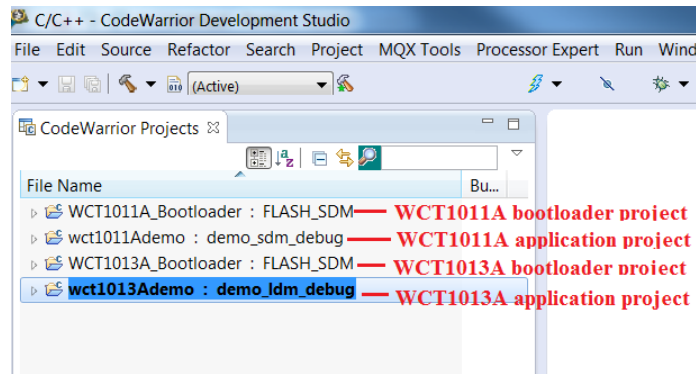 C/C++ - CodeWarrior Development Studio
File Edit Source Refactor Search Project MQX Tools Processor Expert Run Wind
010 (Active)
CodeWarrior Projects
a z
File Name Bu...
WCT1011A_Bootloader : FLASH_SDM WCT1011A bootloader project
wct1011Ademo : demo_sdm_debug WCT1011A application project
WCT1013A_Bootloader : FLASH_SDM WCT1013A bootloader project
wct1013Ademo : demo_ldm_debug WCT1013A application project